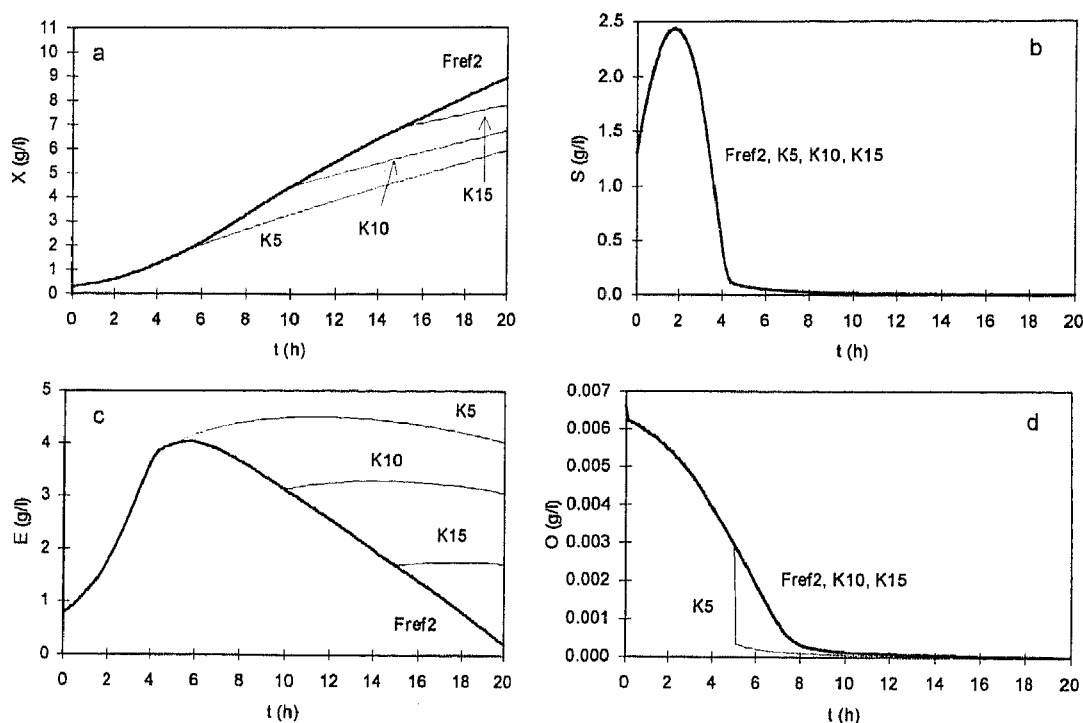 a
X (g/l)
11
10
9
8
7
6
5
4
3
2
1
0
Fref2
K15
K10
K5
0 2 4 6 8 10 12 14 16 18 20
t (h)
b
S (g/l)
2.5
2.0
1.5
1.0
0.5
0.0
Fref2, K5, K10, K15
0 2 4 6 8 10 12 14 16 18 20
t (h)
c
E (g/l)
5
4
3
2
1
0
K5
K10
K15
Fref2
0 2 4 6 8 10 12 14 16 18 20
t (h)
d
O (g/l)
0.007
0.006
0.005
0.004
0.003
0.002
0.001
0.000
Fref2, K10, K15
K5
0 2 4 6 8 10 12 14 16 18 20
t (h)